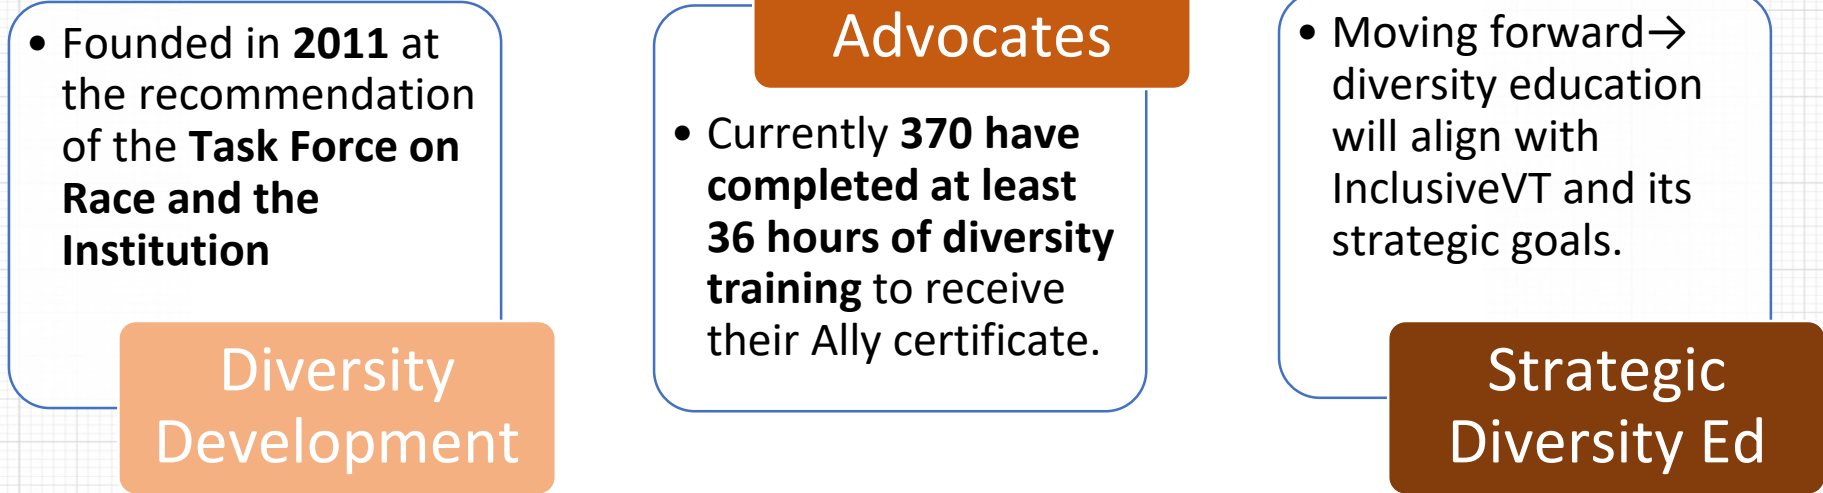 • Founded in 2011 at
the recommendation
of the Task Force on
Race and the
Institution
Diversity
Development
Advocates
• Currently 370 have
completed at least
36 hours of diversity
training to receive
their Ally certificate.
• Moving forward→
diversity education
will align with
InclusiveVT and its
strategic goals.
Strategic
Diversity Ed